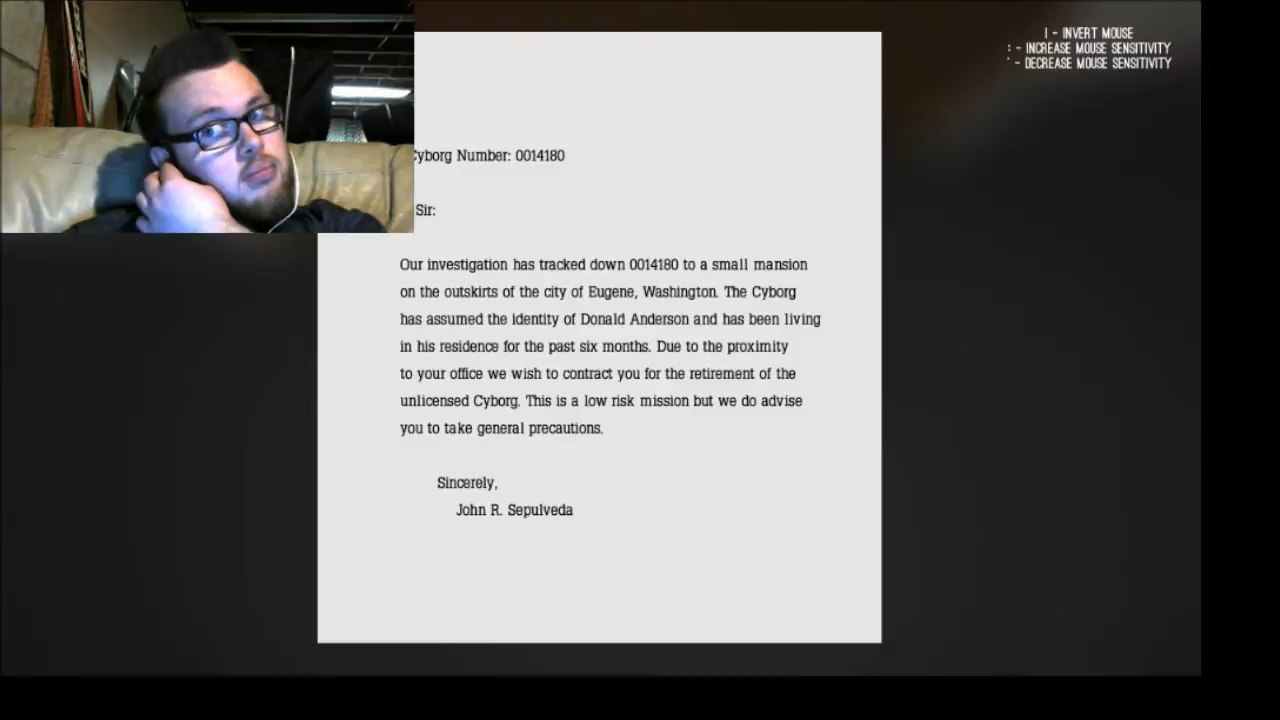 I - INVERT MOUSE
: - INCREASE MOUSE SENSITIVITY
' - DECREASE MOUSE SENSITIVITY
Cyborg Number: 0014180
Sir:
Our investigation has tracked down 0014180 to a small mansion
on the outskirts of the city of Eugene, Washington. The Cyborg
has assumed the identity of Donald Anderson and has been living
in his residence for the past six months. Due to the proximity
to your office we wish to contract you for the retirement of the
unlicensed Cyborg. This is a low risk mission but we do advise
you to take general precautions.
Sincerely,
John R. Sepulveda